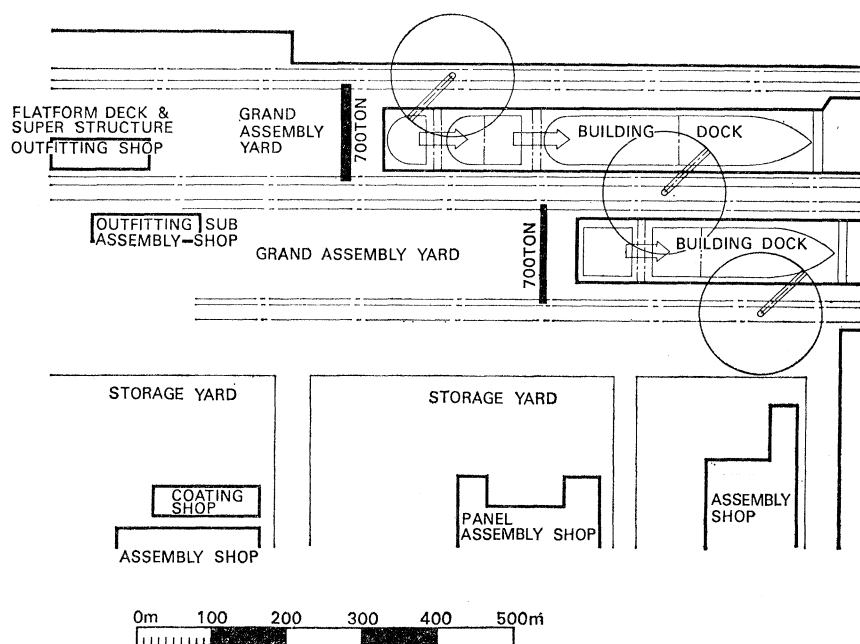 FLATFORM DECK &
SUPER STRUCTURE
OUTFITTING SHOP
GRAND
ASSEMBLY
YARD
700TON
BUILDING DOCK
OUTFITTING SUB
ASSEMBLY-SHOP
GRAND ASSEMBLY YARD
700TON
BUILDING DOCK
STORAGE YARD
STORAGE YARD
COATING
SHOP
ASSEMBLY SHOP
PANEL
ASSEMBLY SHOP
ASSEMBLY
SHOP
0m 100 200 300 400 500m